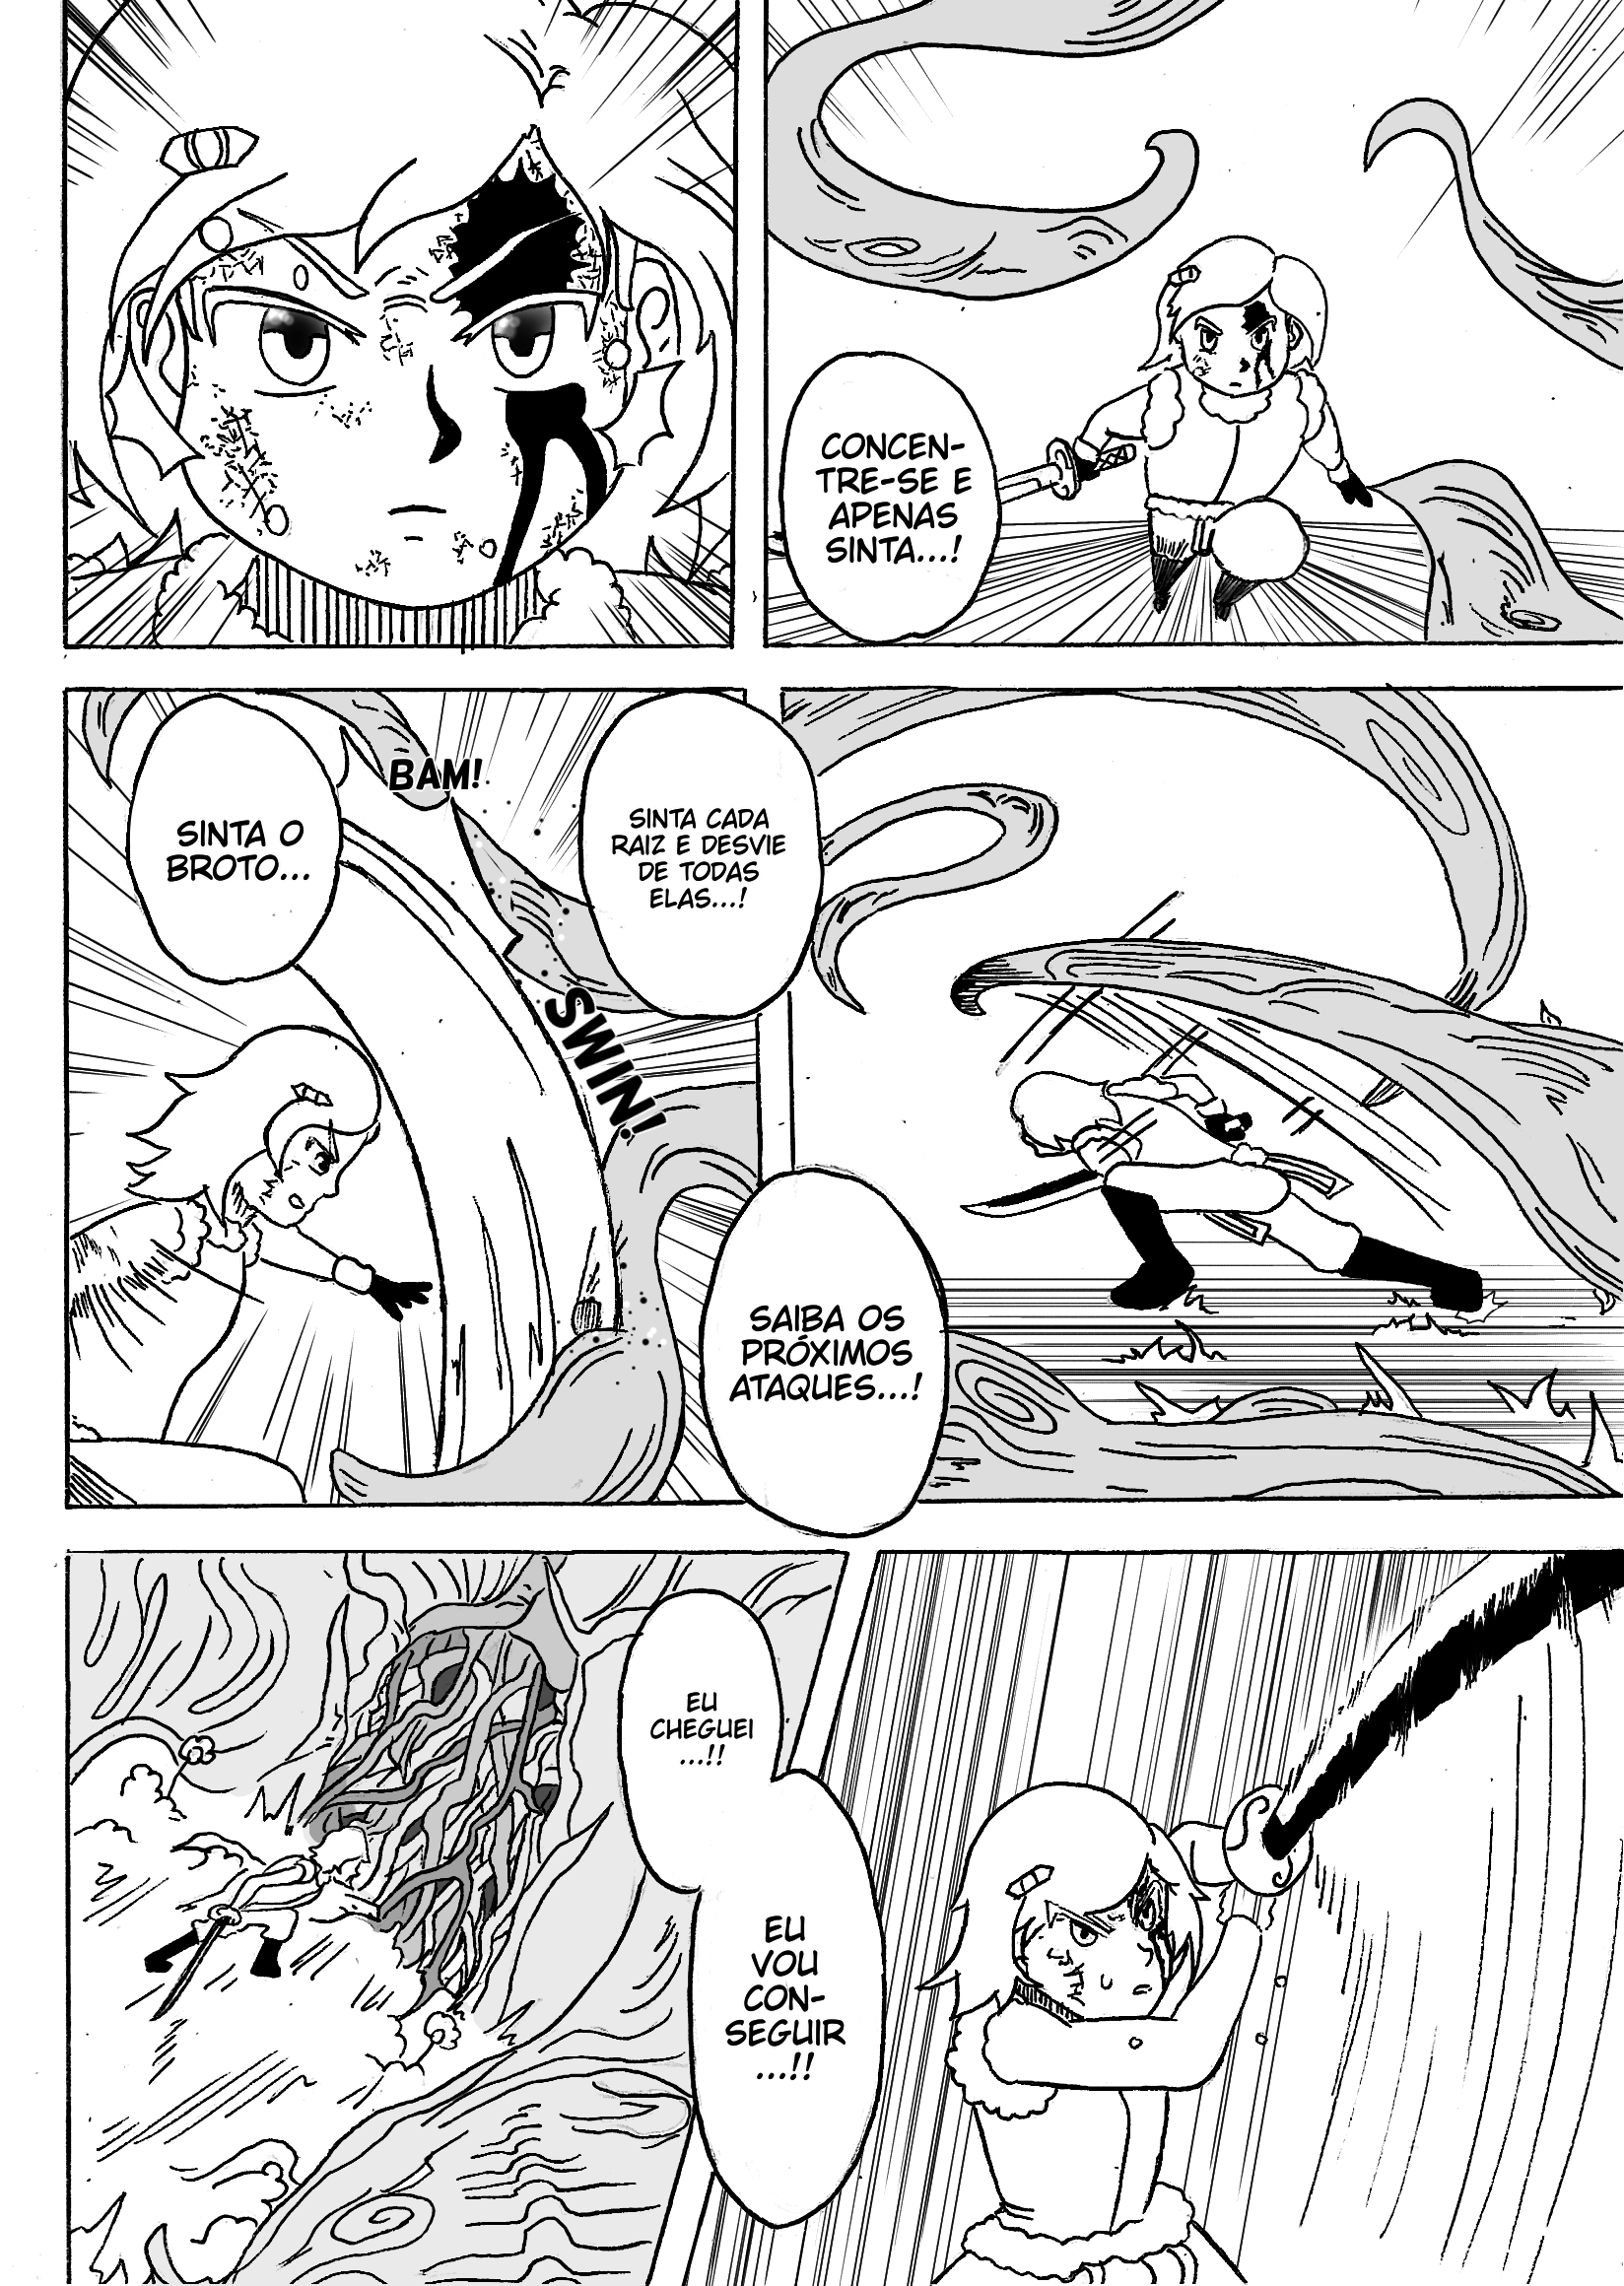 CONCEN-
TRE-SE E
APENAS
SINTA...!
SINTA O
BROTO...
BAM!
SINTA CADA
RAIZ E DESVIE
DE TODAS
ELAS...!
SWIN!
SAIBA OS
PRÓXIMOS
ATAQUES...!
EU
CHEGUEI
...!!
EU
VOU
CON-
SEGUIR
...!!